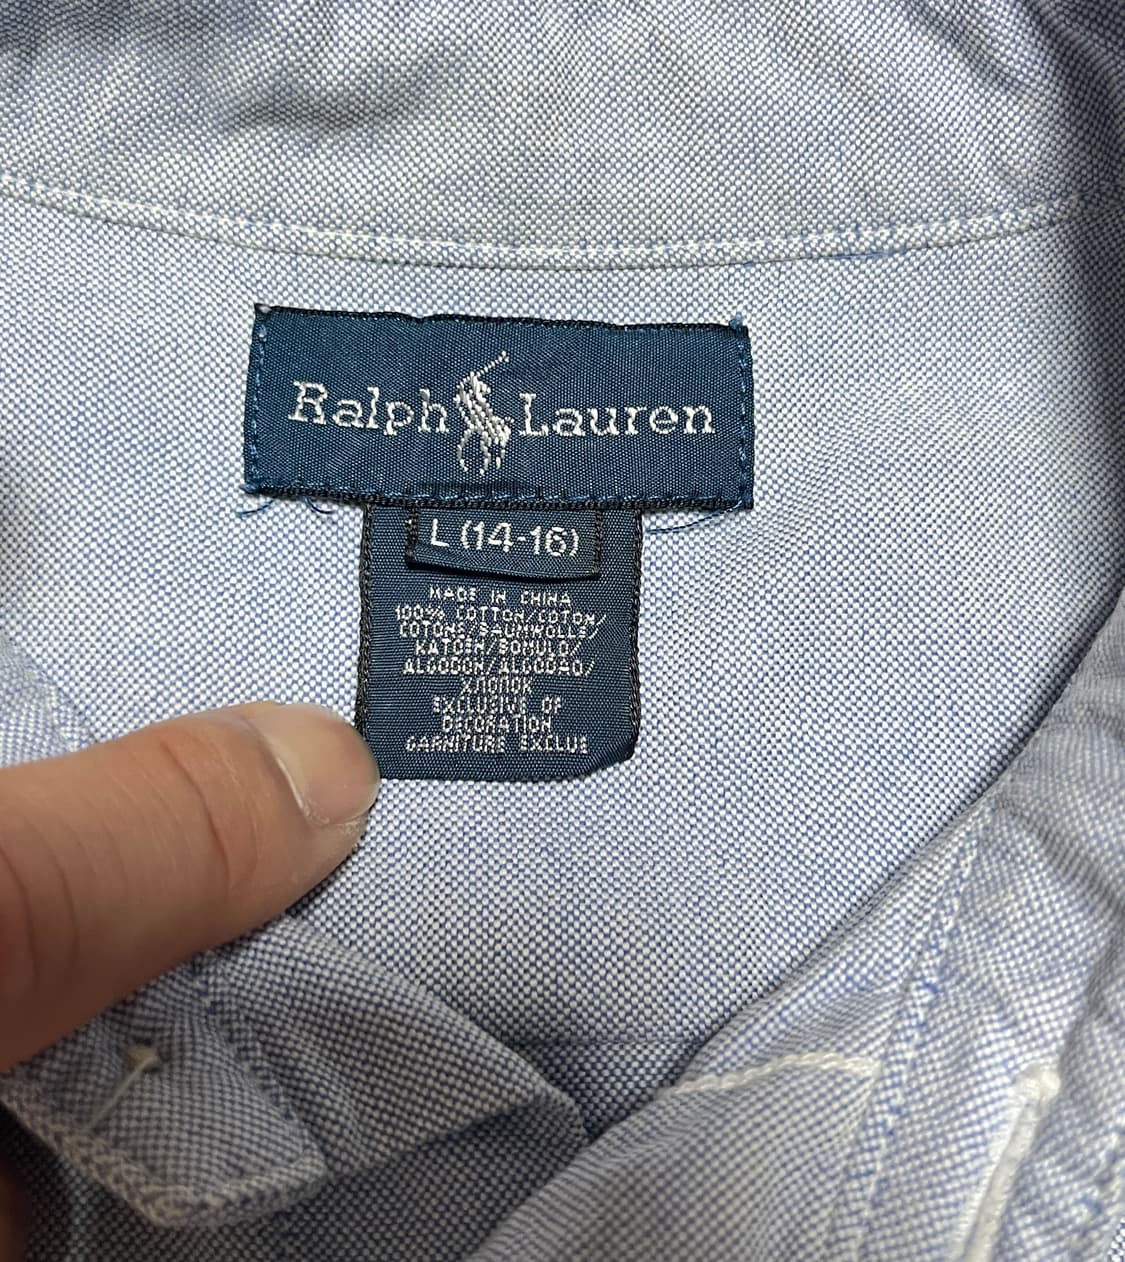 Ralph Lauren
L (14-16)
MADE IN CHINA
100% COTTON/COTON/
COTONE/BAUMWOLLE/
KATOEN/BOMULD/
ALGODON/ALGODAO/
ΧΠΟΠΟΚ
EXCLUSIVE OF
DECORATION
GARNITURE EXCLUE